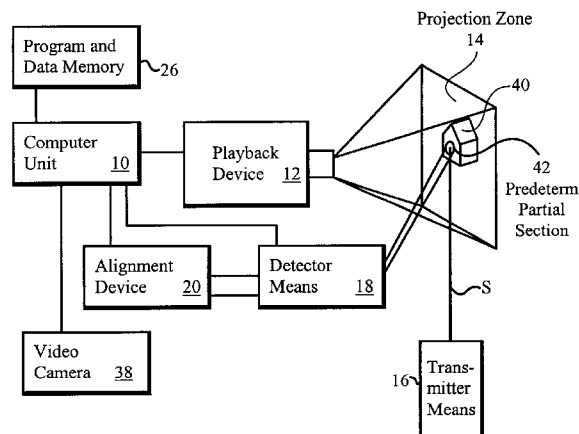 Projection Zone
14
40
Program and
Data Memory
26
Computer
Unit
10
Playback
Device
12
42
Predeterm
Partial
Section
Alignment
Device
20
Detector
Means
18
S
Video
Camera
38
16
Trans-
mitter
Means